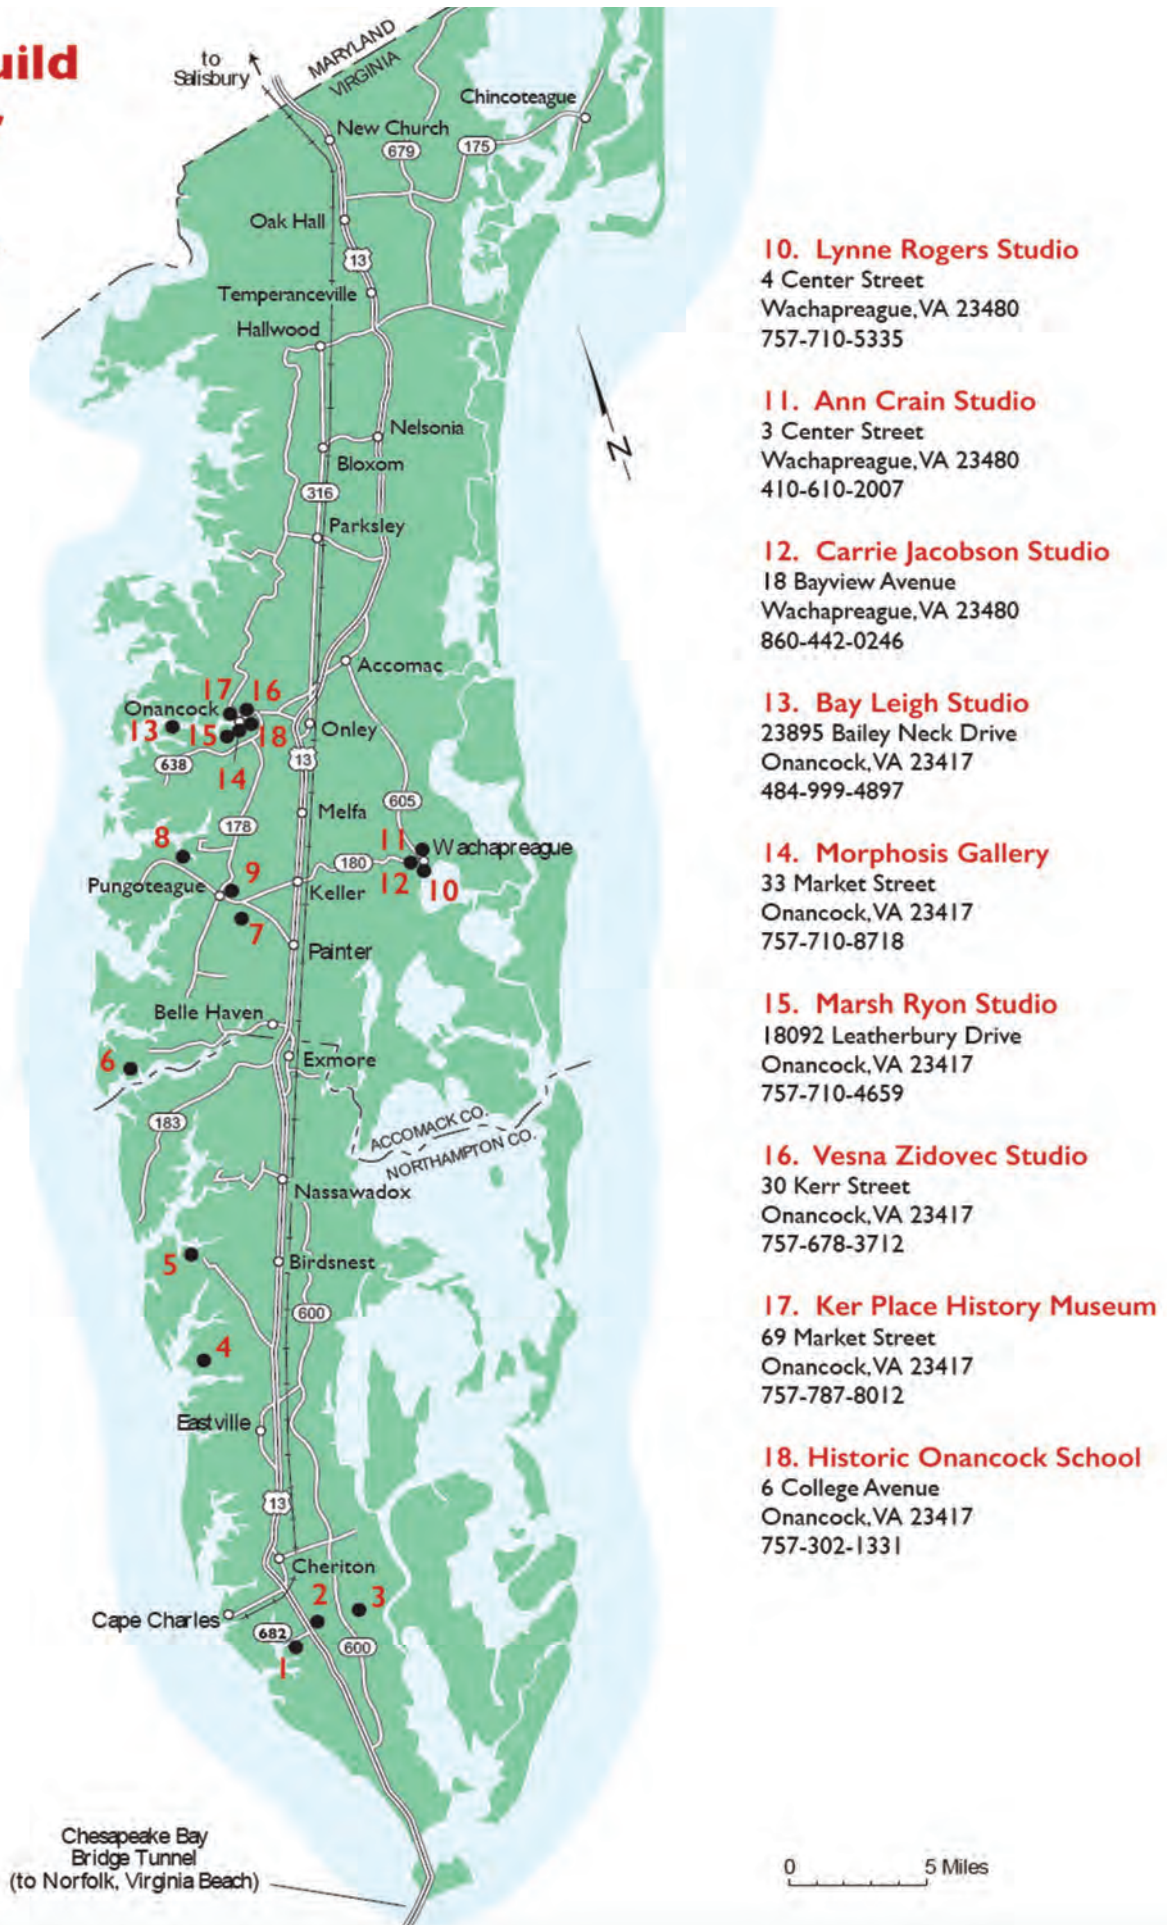 uild
to
Salisbury
MARYLAND
VIRGINIA
Chincoteague
New Church
679
175
Oak Hall
13
Temperanceville
Hallwood
Nelsonia
Bloxom
316
Parksley
Accomac
17
16
Onancock
13
15
18
Onley
638
13
14
605
Melfa
178
8
11
Wachapreague
180
9
Pungoteague
Keller
12
10
7
Painter
Belle Haven
6
Exmore
183
ACCOMACK CO.
NORTHAMPTON CO.
Nassawadox
5
Birdsnest
600
4
Eastville
13
Cheriton
2
3
Cape Charles
682
600
1
Chesapeake Bay
Bridge Tunnel
(to Norfolk, Virginia Beach)
N
10. Lynne Rogers Studio
4 Center Street
Wachapreague, VA 23480
757-710-5335
11. Ann Crain Studio
3 Center Street
Wachapreague, VA 23480
410-610-2007
12. Carrie Jacobson Studio
18 Bayview Avenue
Wachapreague, VA 23480
860-442-0246
13. Bay Leigh Studio
23895 Bailey Neck Drive
Onancock, VA 23417
484-999-4897
14. Morphosis Gallery
33 Market Street
Onancock, VA 23417
757-710-8718
15. Marsh Ryon Studio
18092 Leatherbury Drive
Onancock, VA 23417
757-710-4659
16. Vesna Zidovec Studio
30 Kerr Street
Onancock, VA 23417
757-678-3712
17. Ker Place History Museum
69 Market Street
Onancock, VA 23417
757-787-8012
18. Historic Onancock School
6 College Avenue
Onancock, VA 23417
757-302-1331
0 5 Miles